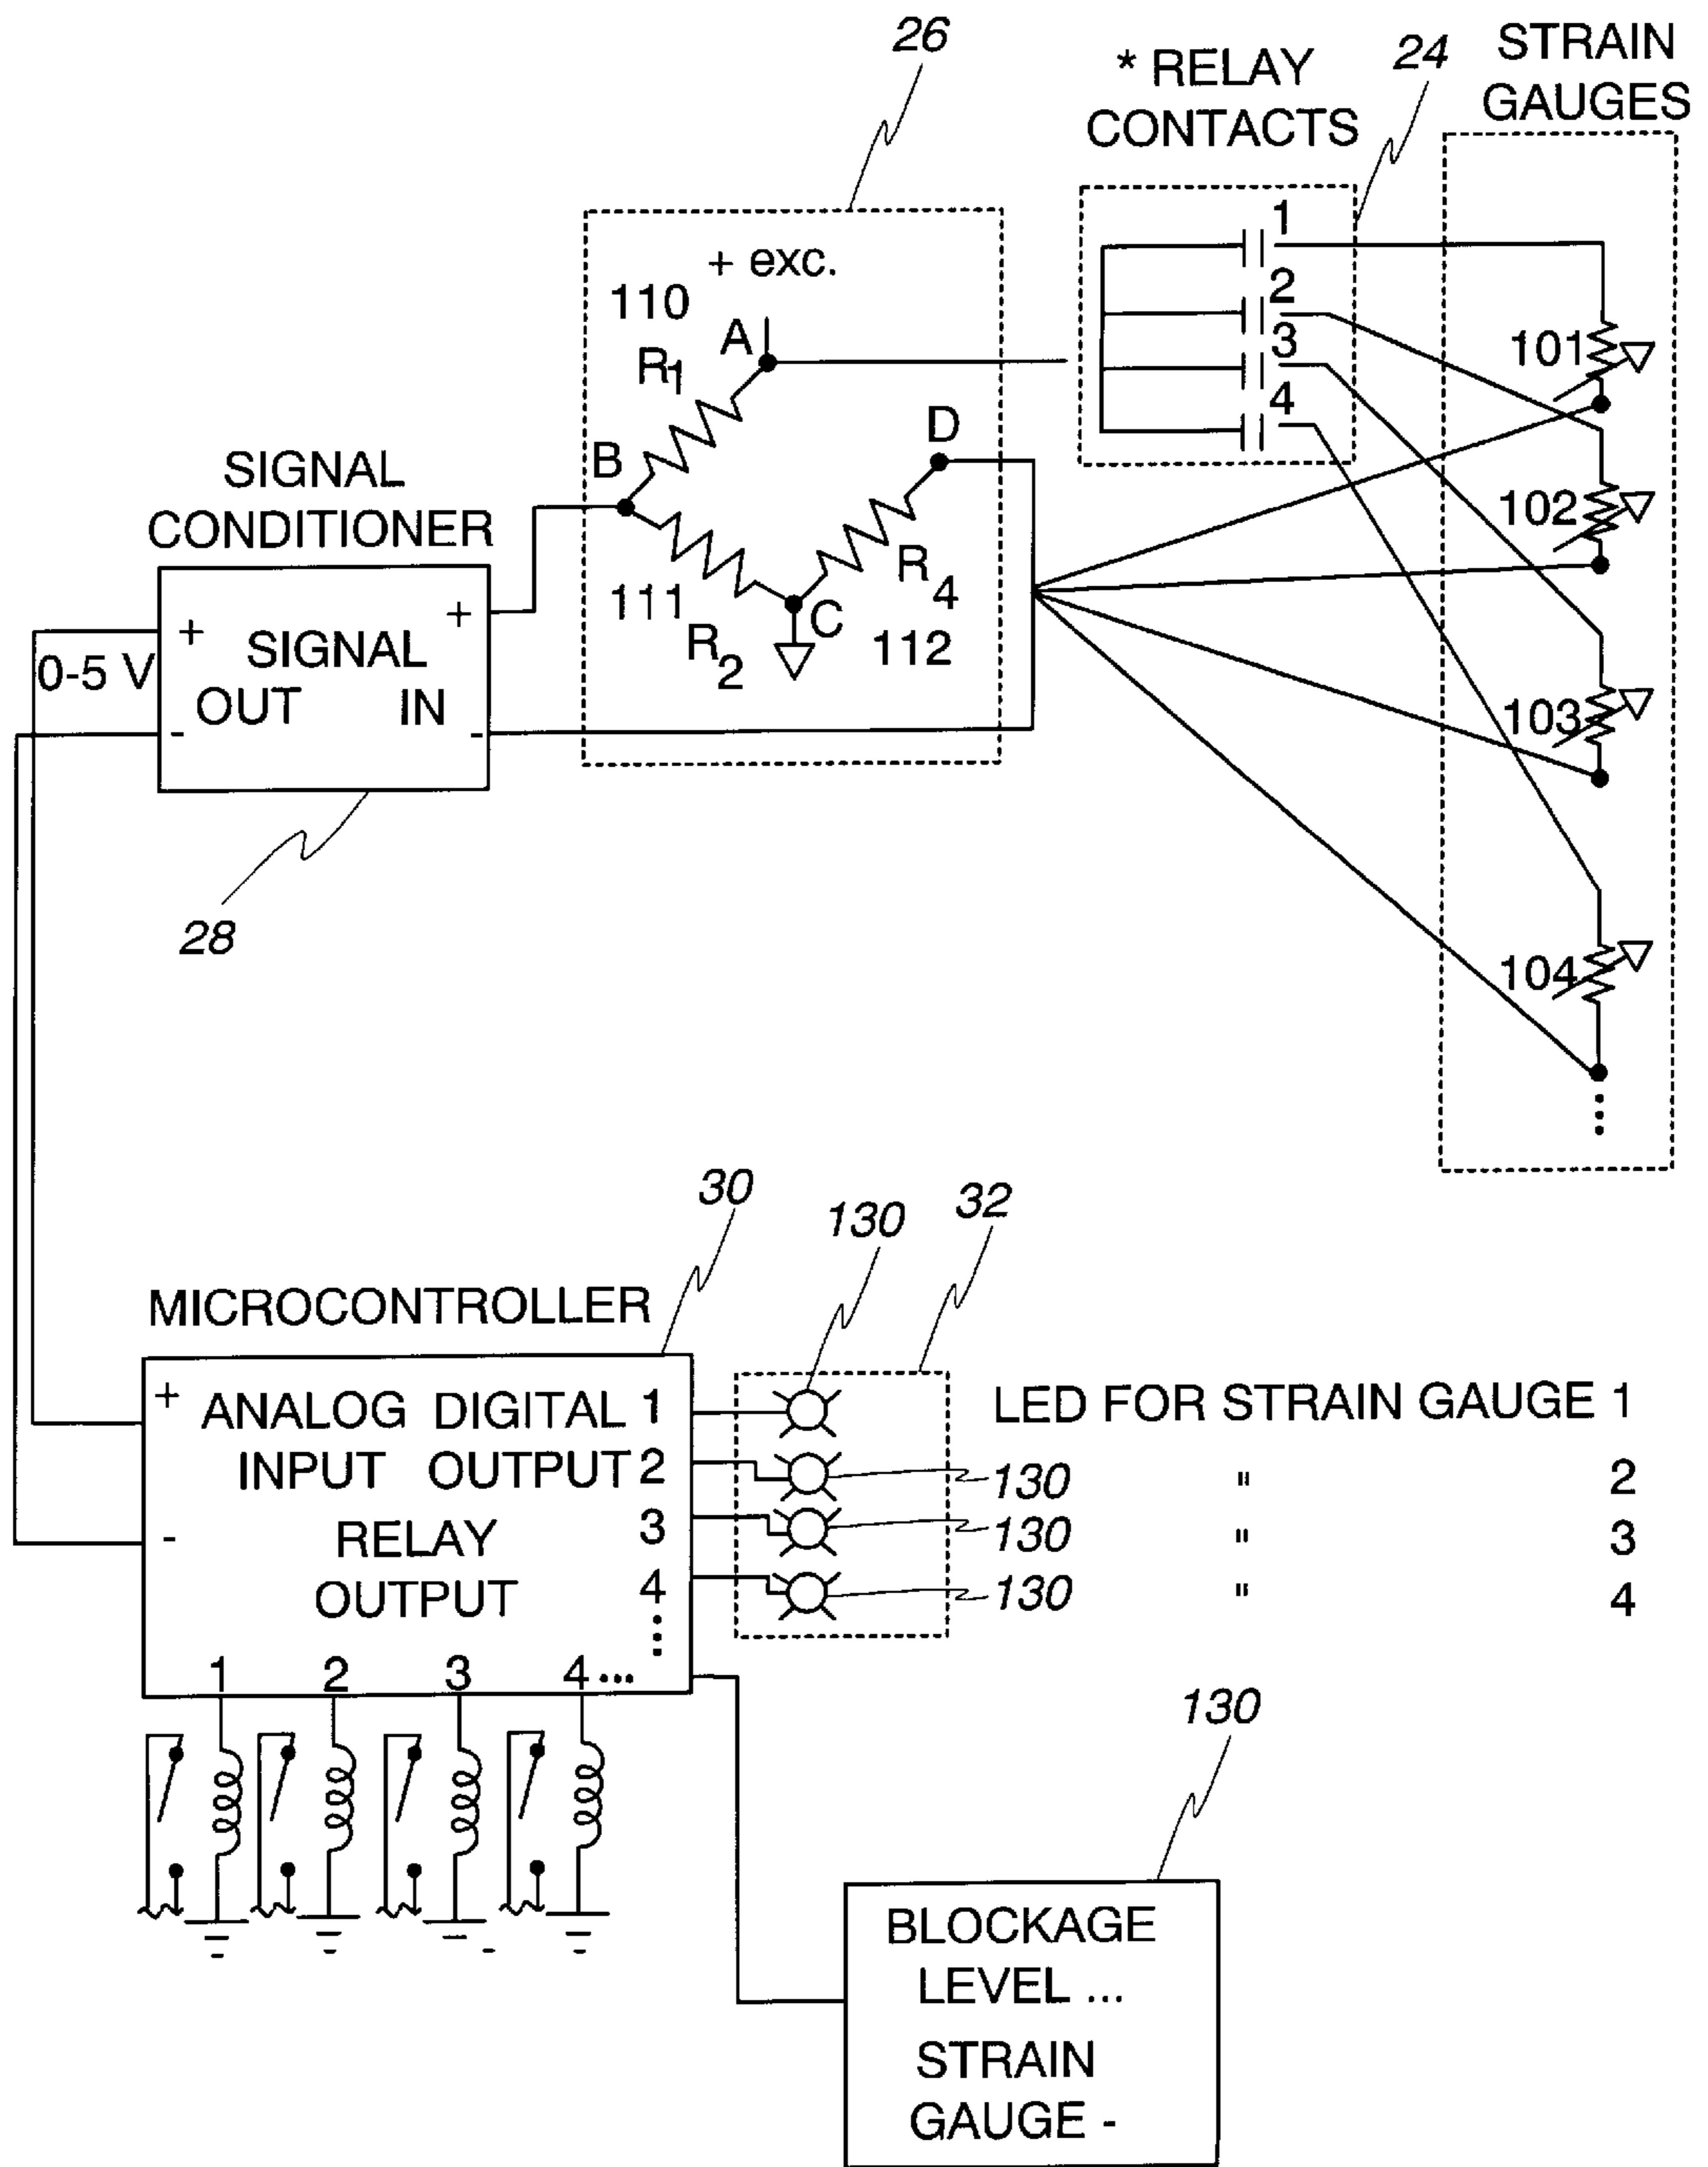 26
* RELAY
CONTACTS
24
STRAIN
GAUGES
+ exc.
110
A
R1
B
111
R2
C
D
R4
112
1
2
3
4
101
102
103
104
SIGNAL
CONDITIONER
+ +
SIGNAL
OUT IN
- -
0-5 V
28
30
130
32
MICROCONTROLLER
+ ANALOG DIGITAL 1
INPUT OUTPUT 2
- RELAY 3
OUTPUT 4
1 2 3 4 ...
LED FOR STRAIN GAUGE 1
130 " 2
130 " 3
130 " 4
130
BLOCKAGE
LEVEL ...
STRAIN
GAUGE -